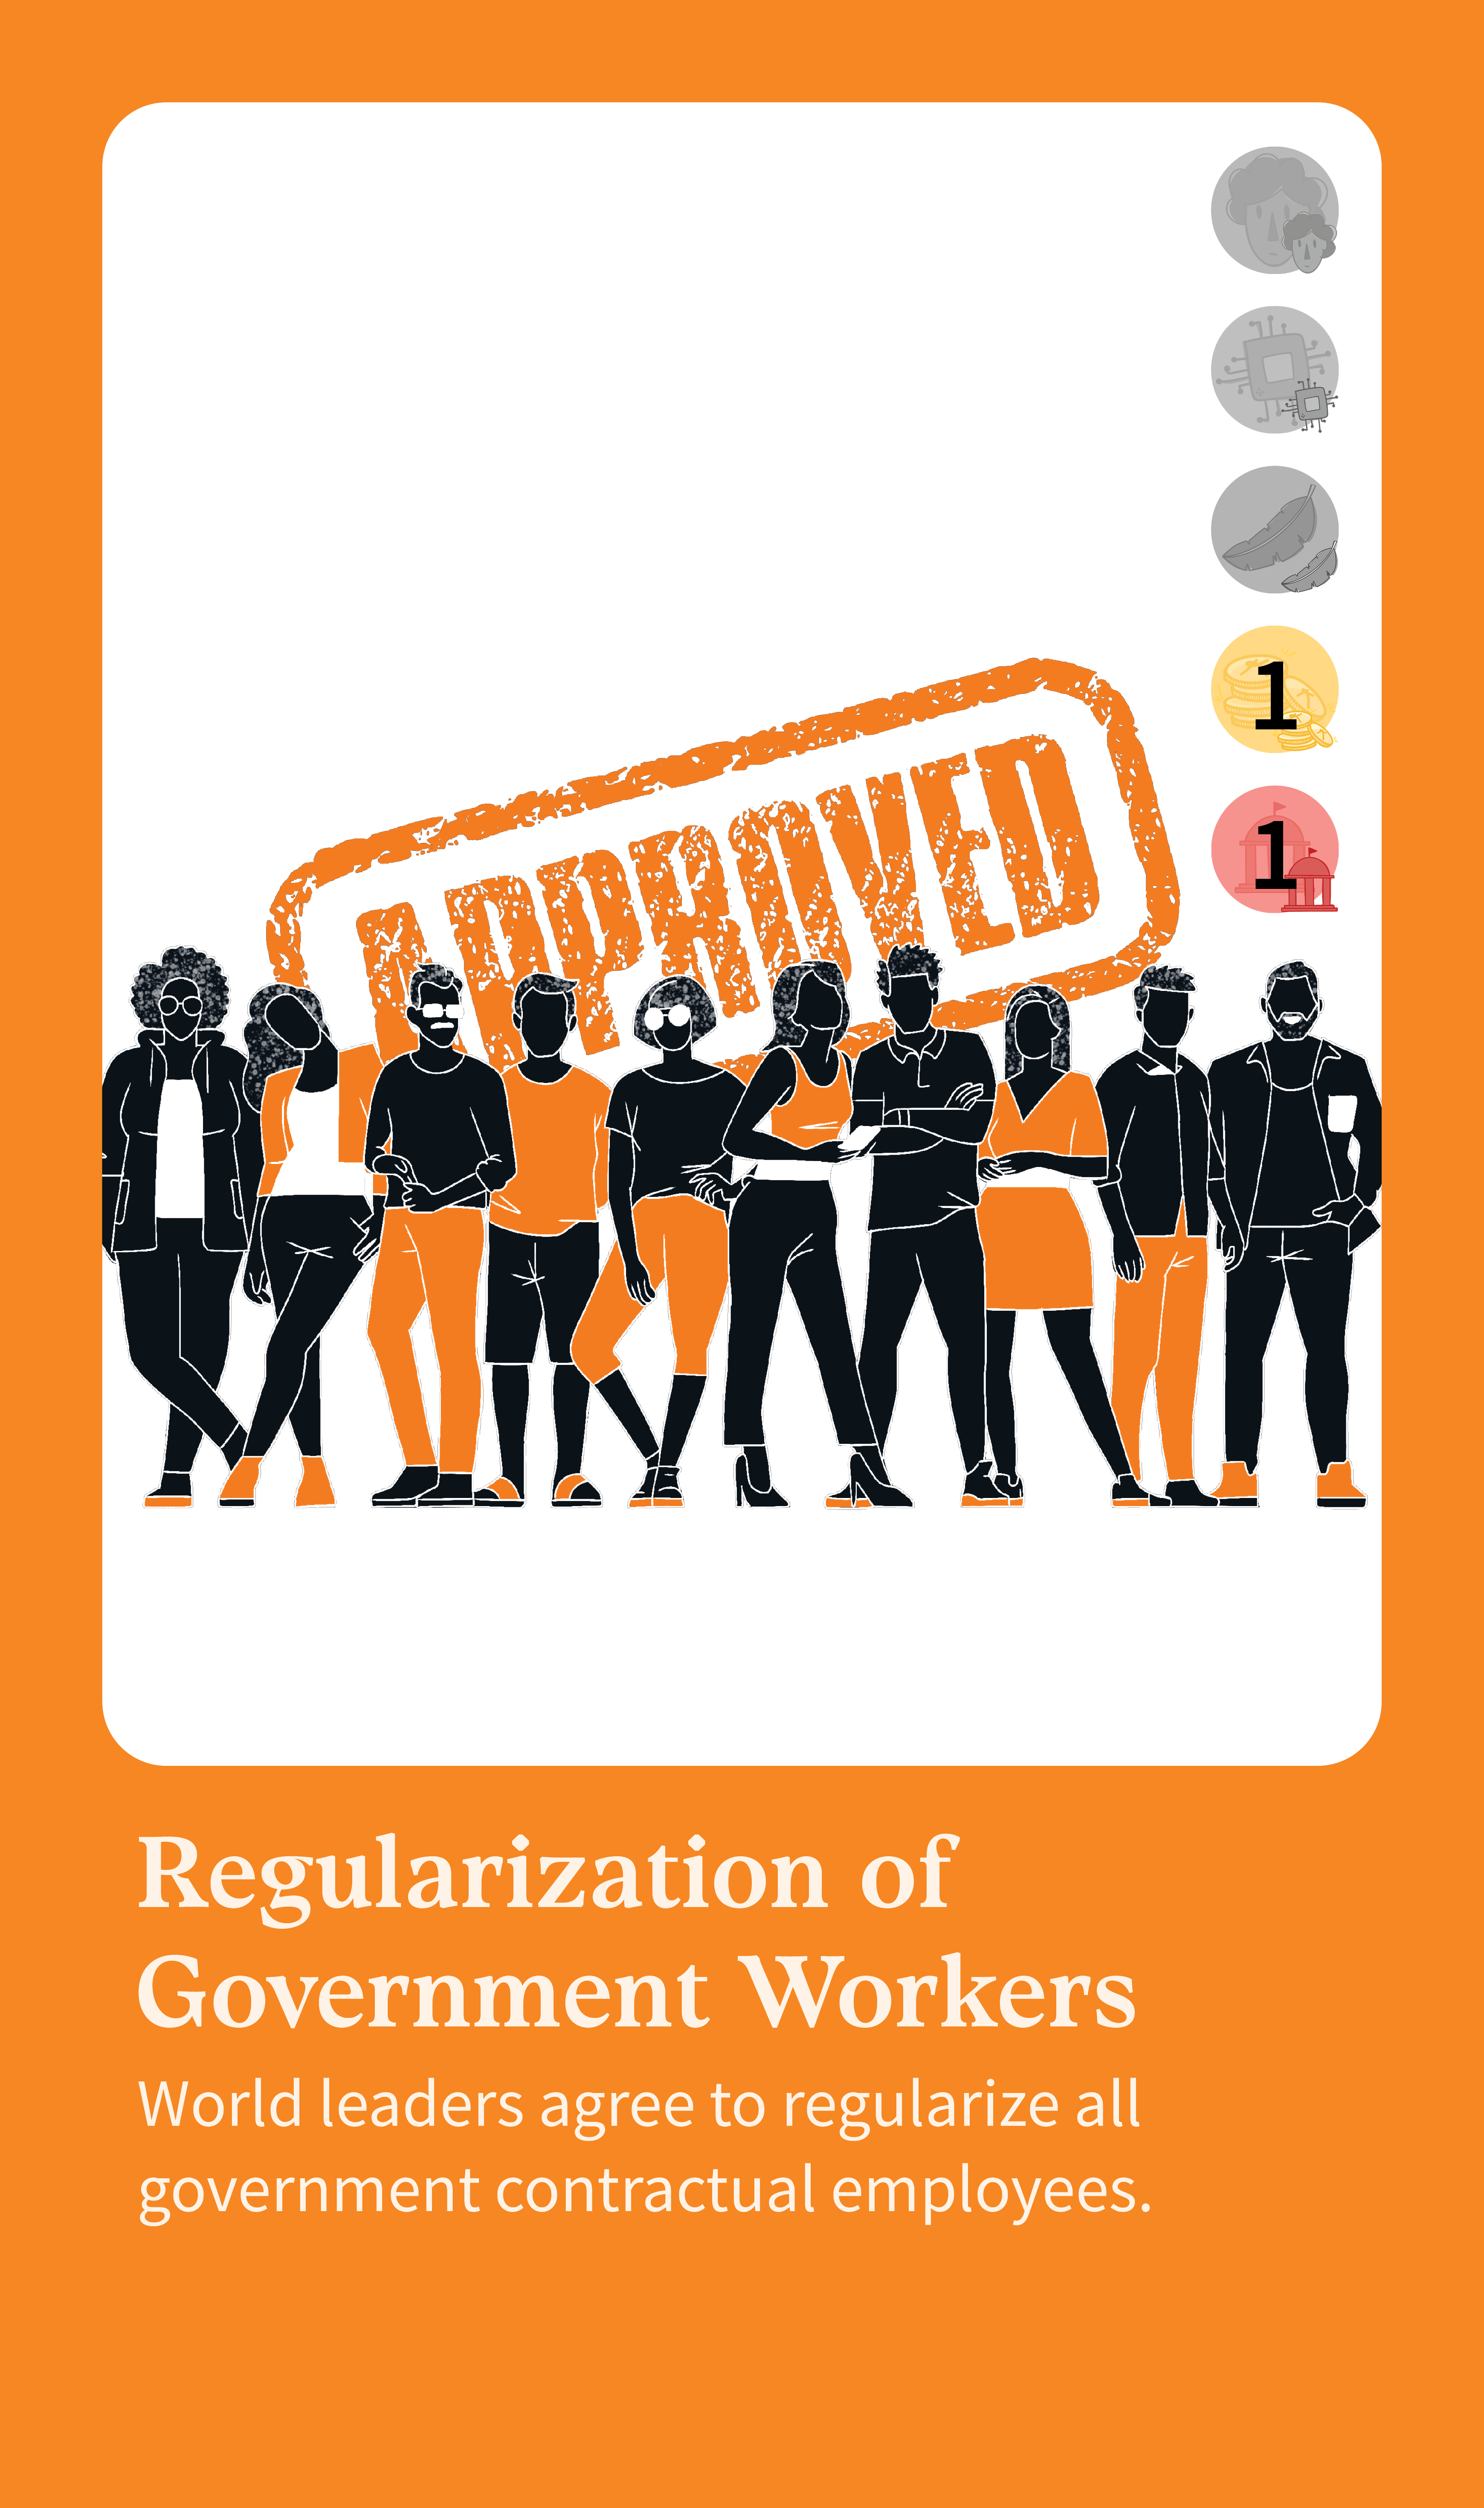 1
1
APPROVED
Regularization of
Government Workers
World leaders agree to regularize all
government contractual employees.